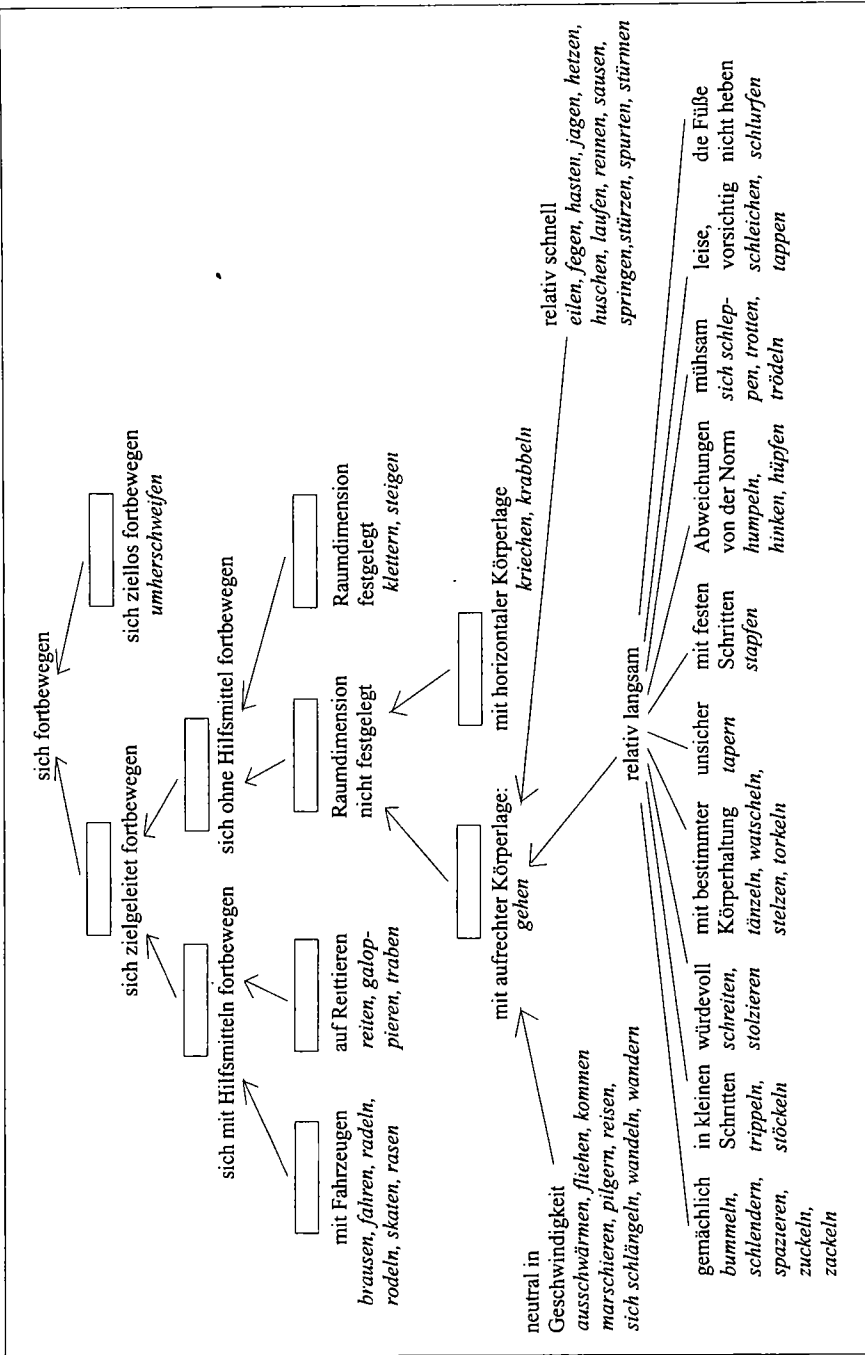 sich fortbewegen
sich zielgeleitet fortbewegen
sich ziellos fortbewegen
umherschweifen
sich mit Hilfsmitteln fortbewegen
sich ohne Hilfsmittel fortbewegen
mit Fahrzeugen
brausen, fahren, radeln,
rodeln, skaten, rasen
auf Reittieren
reiten, galop-
pieren, traben
Raumdimension
nicht festgelegt
Raumdimension
festgelegt
klettern, steigen
mit aufrechter Körperlage:
gehen
mit horizontaler Körperlage
kriechen, krabbeln
neutral in
Geschwindigkeit
ausschwärmen, fliehen, kommen
marschieren, pilgern, reisen,
sich schlängeln, wandeln, wandern
relativ schnell
eilen, fegen, hasten, jagen, hetzen,
huschen, laufen, rennen, sausen,
springen,stürzen, spurten, stürmen
relativ langsam
gemächlich
bummeln,
schlendern,
spazieren,
zuckeln,
zackeln
in kleinen
Schritten
trippeln,
stöckeln
würdevoll
schreiten,
stolzieren
mit bestimmter
Körperhaltung
tänzeln, watscheln,
stelzen, torkeln
unsicher
tapern
mit festen
Schritten
stapfen
Abweichungen
von der Norm
humpeln,
hinken, hüpfen
mühsam
sich schlep-
pen, trotten,
trödeln
leise,
vorsichtig
schleichen,
tappen
die Füße
nicht heben
schlurfen